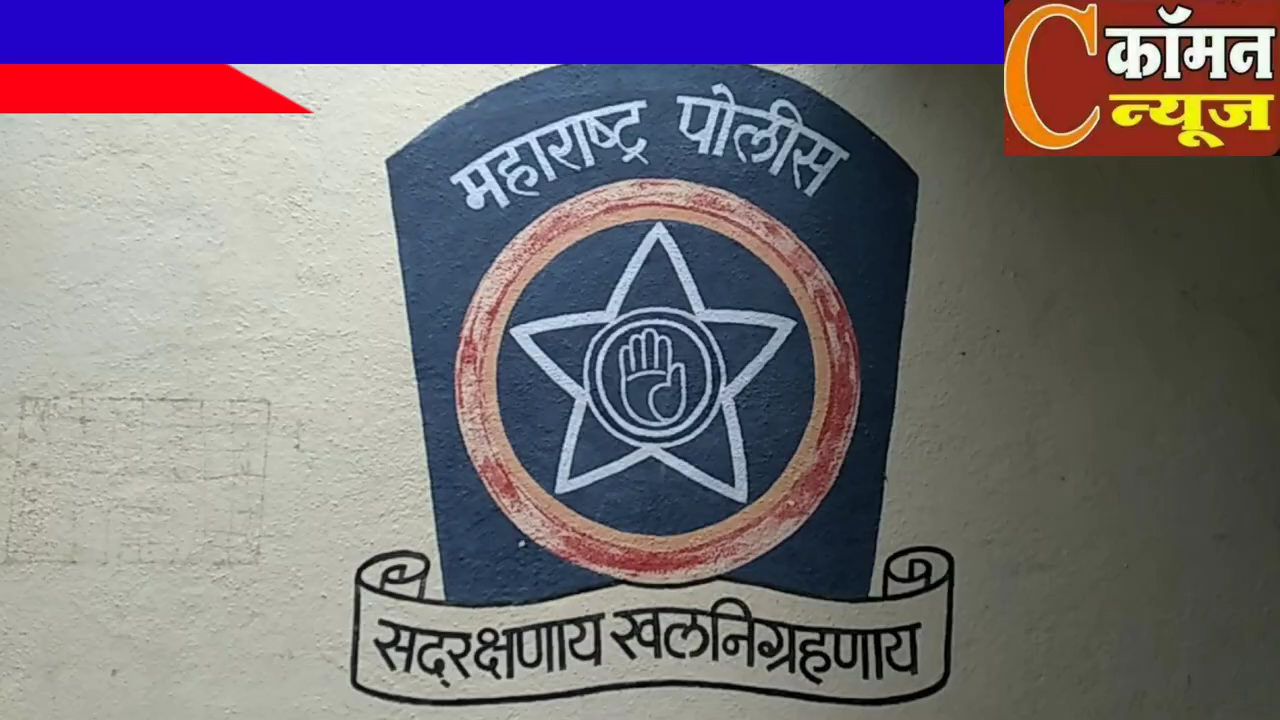 कॉमन
न्यूज
महाराष्ट्र पोलीस
सद्‌रक्षणाय खलनिग्रहणाय